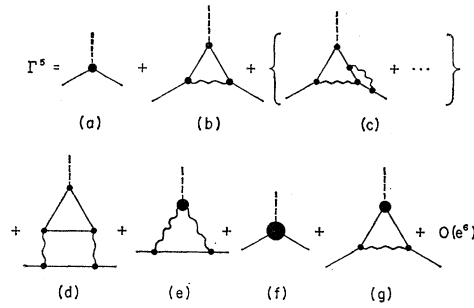 Γ⁵ = + + { + ··· }
(a) (b) (c)
+ + + + O(e⁶)
(d) (e) (f) (g)